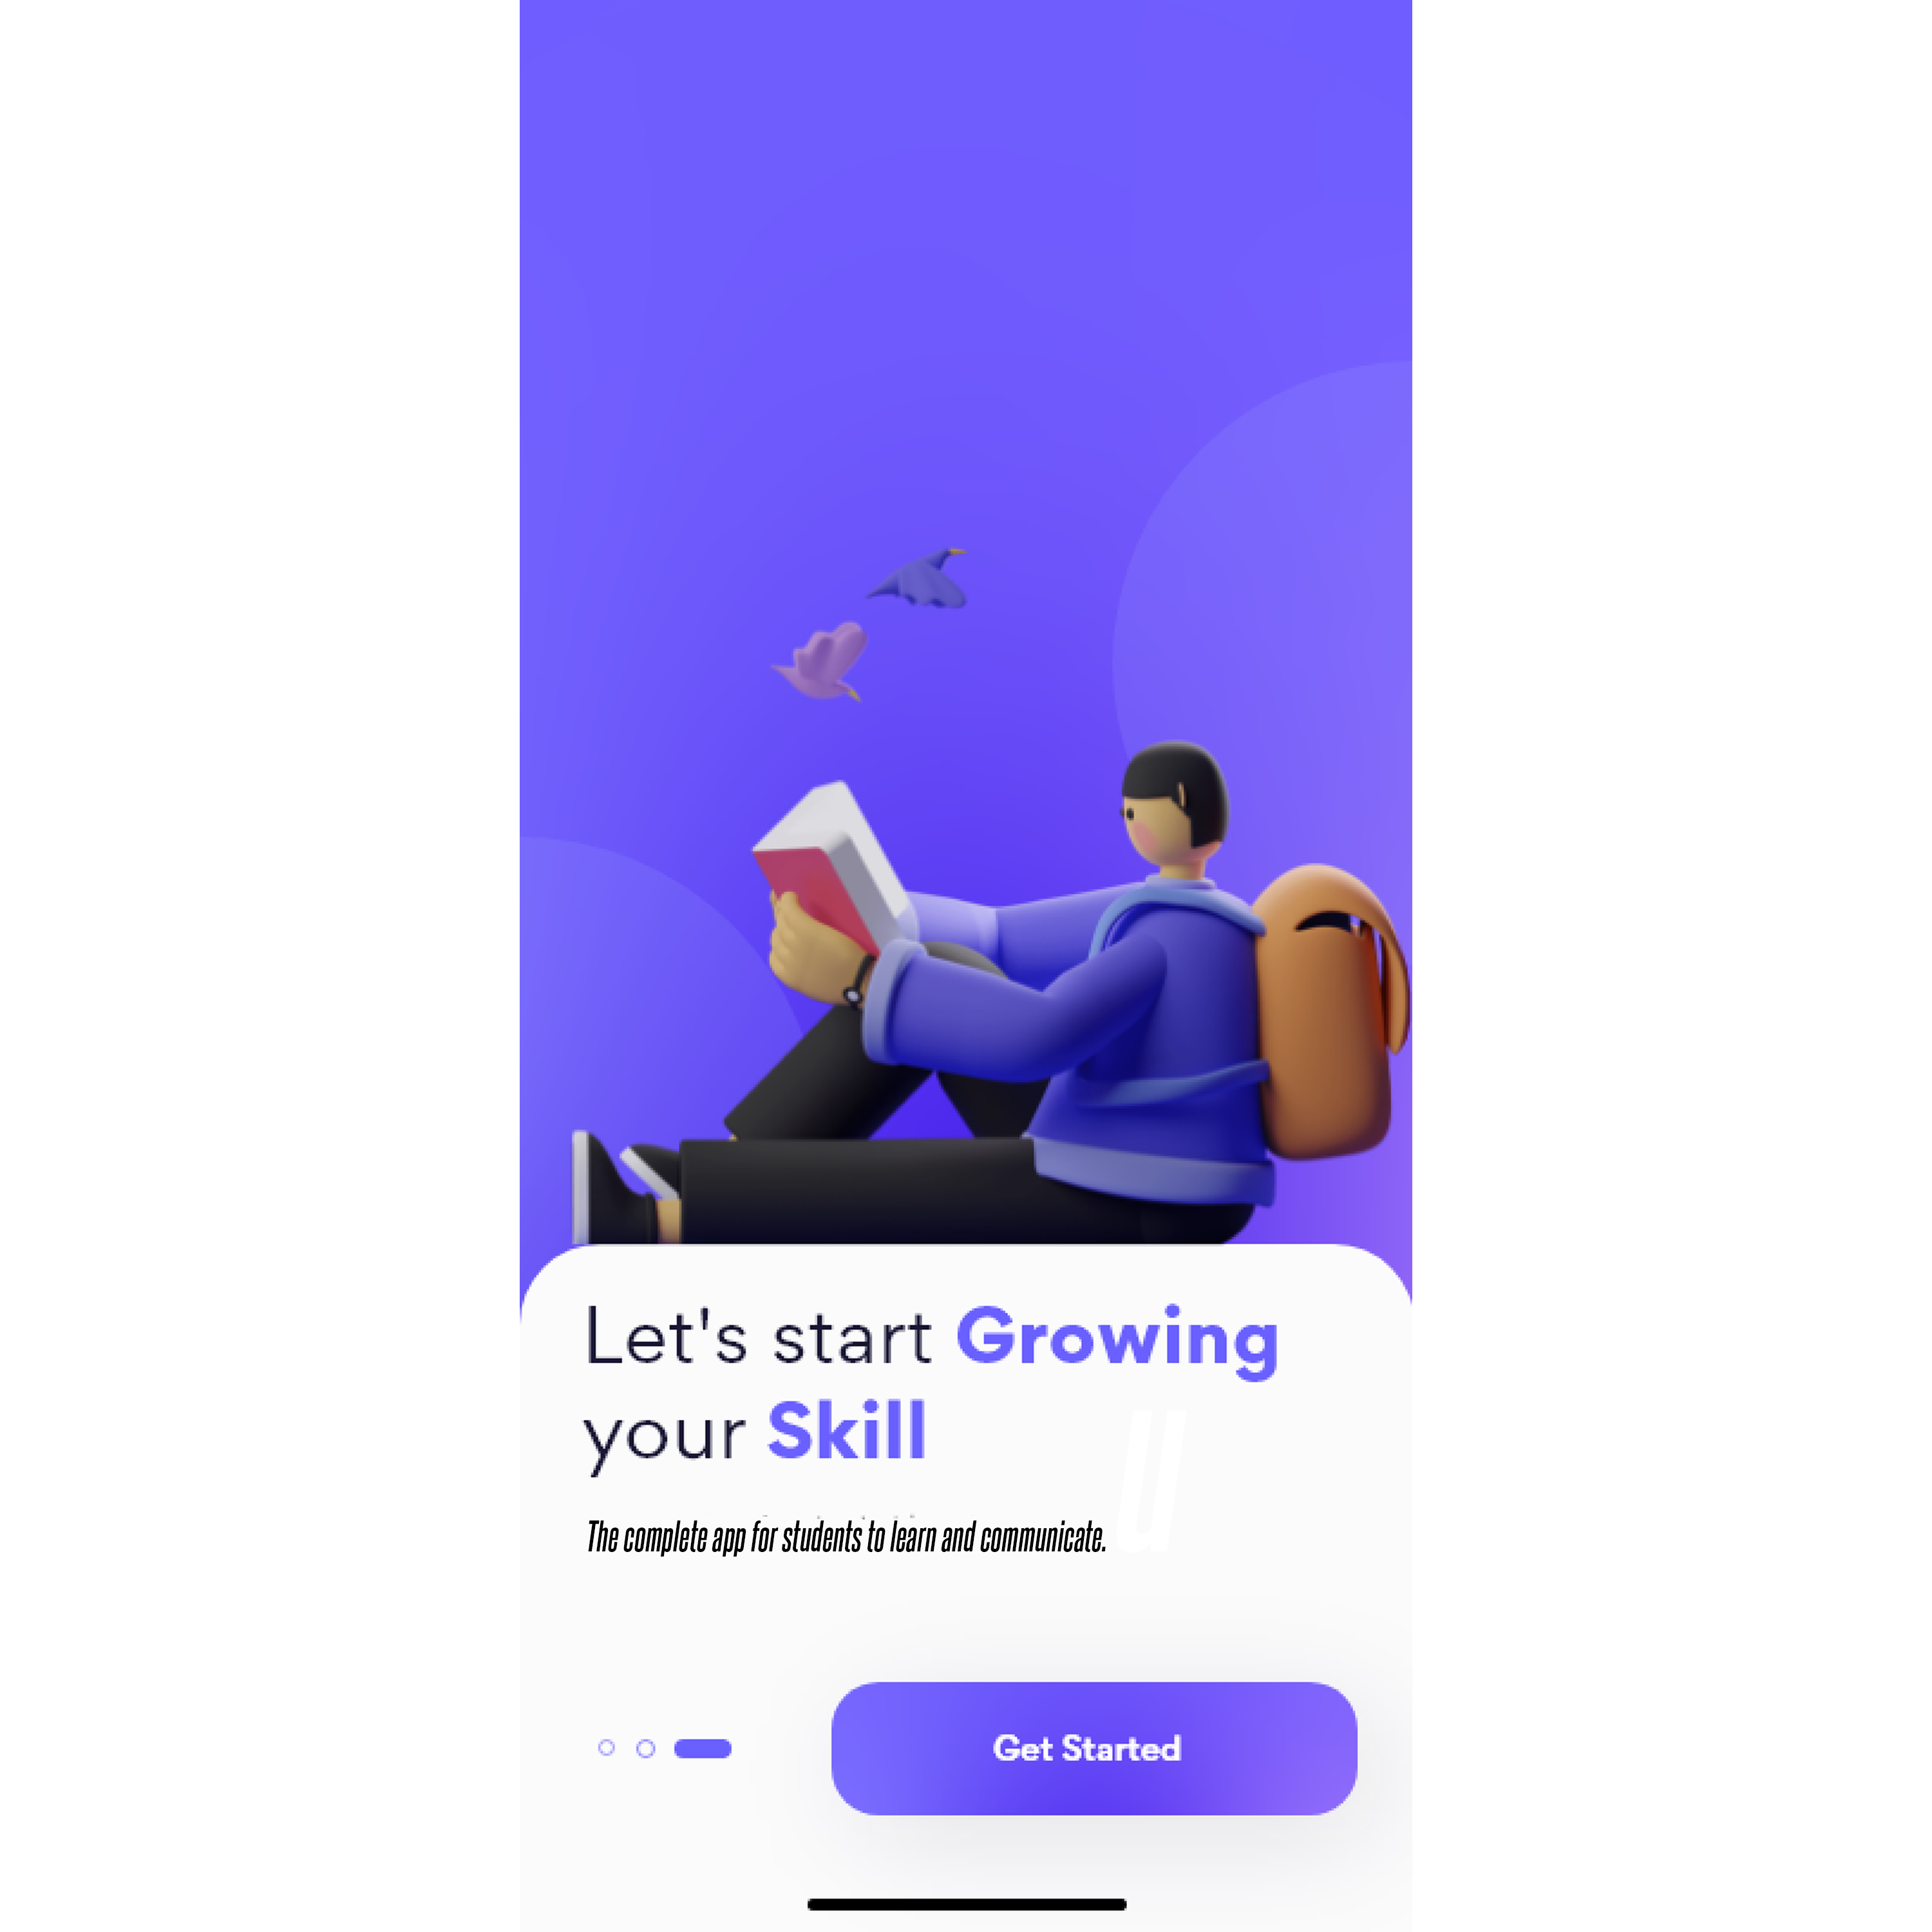 Let's start Growing
your Skill
The complete app for students to learn and communicate.
Get Started